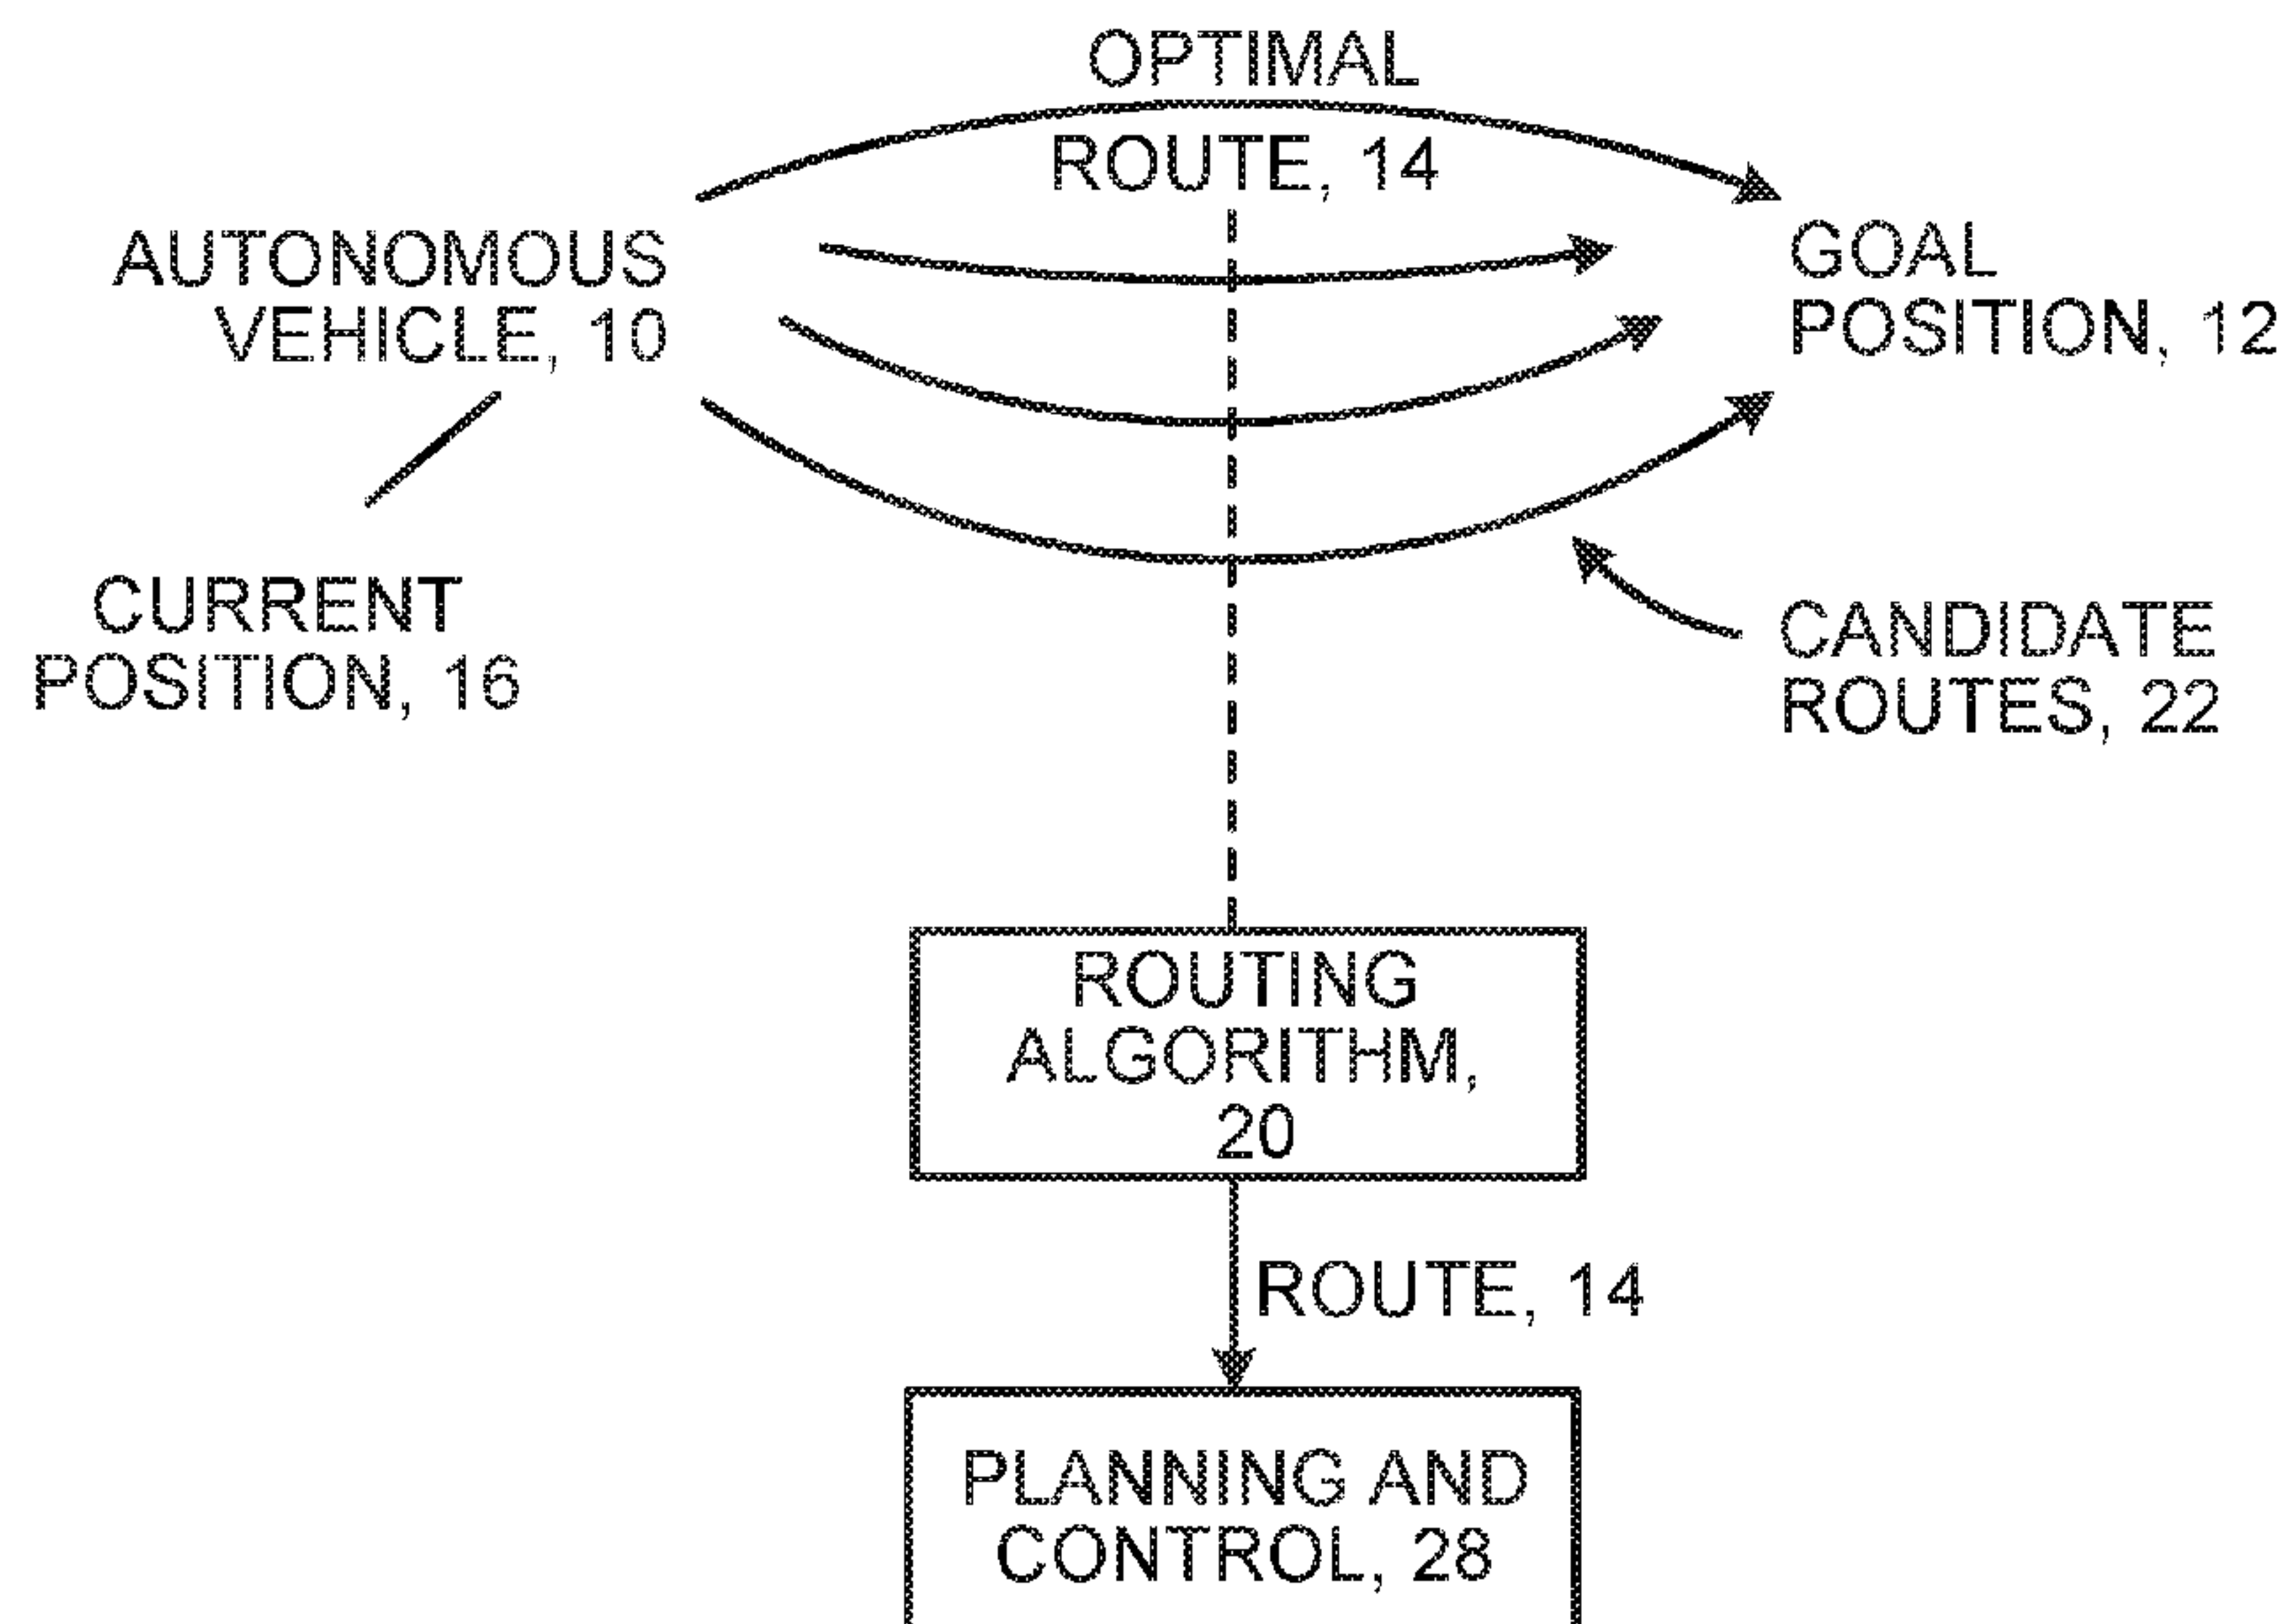 OPTIMAL
ROUTE, 14
AUTONOMOUS
VEHICLE, 10
GOAL
POSITION, 12
CURRENT
POSITION, 16
CANDIDATE
ROUTES, 22
ROUTING
ALGORITHM,
20
ROUTE, 14
PLANNING AND
CONTROL, 28